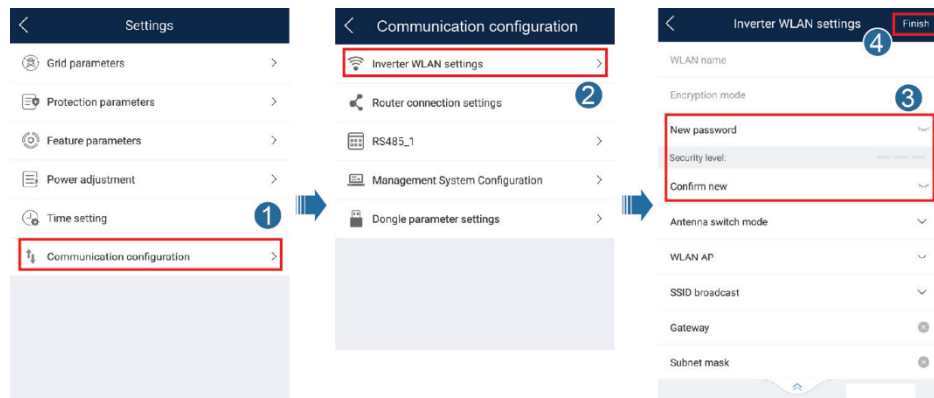 Settings
Grid parameters
Protection parameters
Feature parameters
Power adjustment
Time setting
1
Communication configuration
Communication configuration
Inverter WLAN settings
2
Router connection settings
RS485_1
Management System Configuration
Dongle parameter settings
Inverter WLAN settings
Finish
4
WLAN name
Encryption mode
3
New password
Security level:
Confirm new
Antenna switch mode
WLAN AP
SSID broadcast
Gateway
Subnet mask